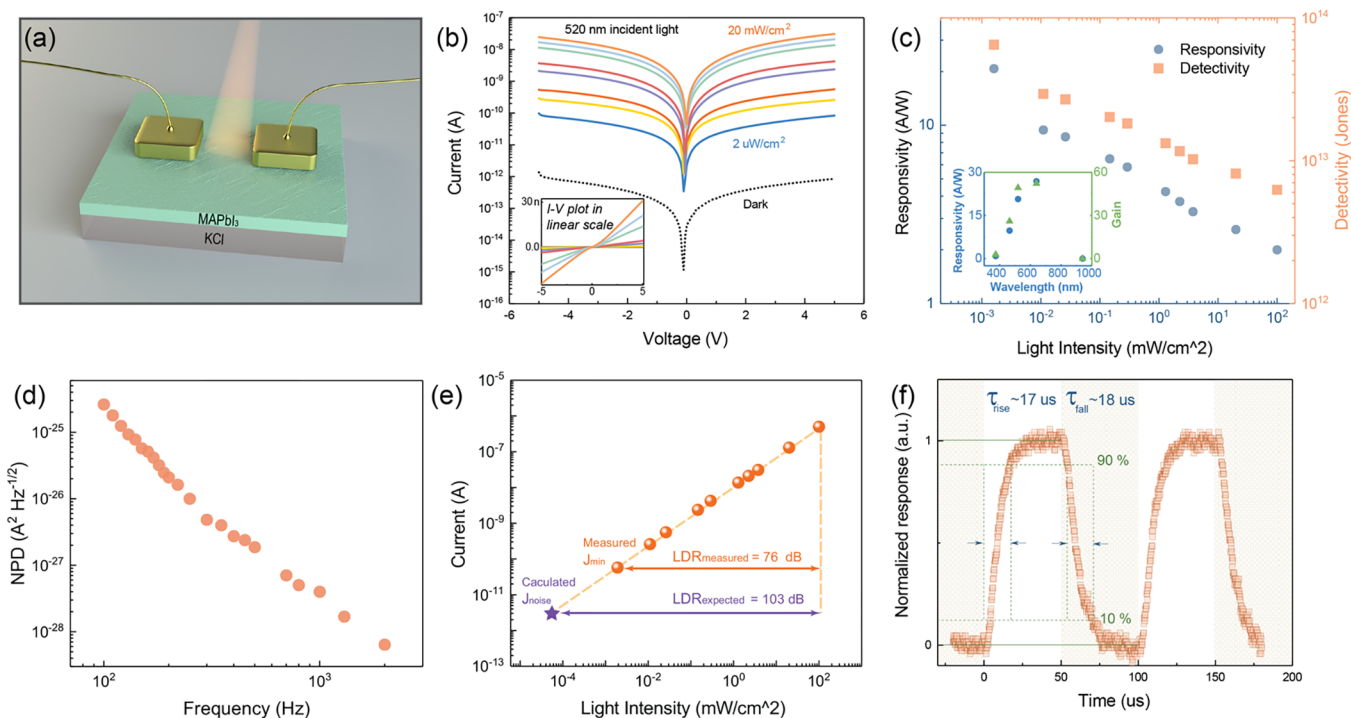 (a)
MAPbI₃
KCl
(b)
10⁻⁷
10⁻⁸
10⁻⁹
10⁻¹⁰
10⁻¹¹
10⁻¹²
10⁻¹³
10⁻¹⁴
10⁻¹⁵
10⁻¹⁶
Current (A)
520 nm incident light
20 mW/cm²
2 uW/cm²
Dark
30 n
0.0
I-V plot in
linear scale
-5 0 5
-6 -4 -2 0 2 4 6
Voltage (V)
(c)
Responsivity
Detectivity
10
1
Responsivity (A/W)
10¹⁴
10¹³
10¹²
Detectivity (Jones)
30
15
0
Responsivity (A/W)
60
30
0
Gain
400 600 800 1000
Wavelength (nm)
10⁻³ 10⁻² 10⁻¹ 10⁰ 10¹ 10²
Light Intensity (mW/cm^2)
(d)
10⁻²⁵
10⁻²⁶
10⁻²⁷
10⁻²⁸
NPD (A² Hz⁻¹/²)
10² 10³
Frequency (Hz)
(e)
10⁻⁵
10⁻⁷
10⁻⁹
10⁻¹¹
10⁻¹³
Current (A)
Measured
Jmin
LDRmeasured = 76 dB
Caculated
Jnoise
LDRexpected = 103 dB
10⁻⁴ 10⁻² 10⁰ 10²
Light Intensity (mW/cm^2)
(f)
τrise~17 us
τfall~18 us
1
0
Normalized response (a.u.)
90 %
10 %
0 50 100 150 200
Time (us)